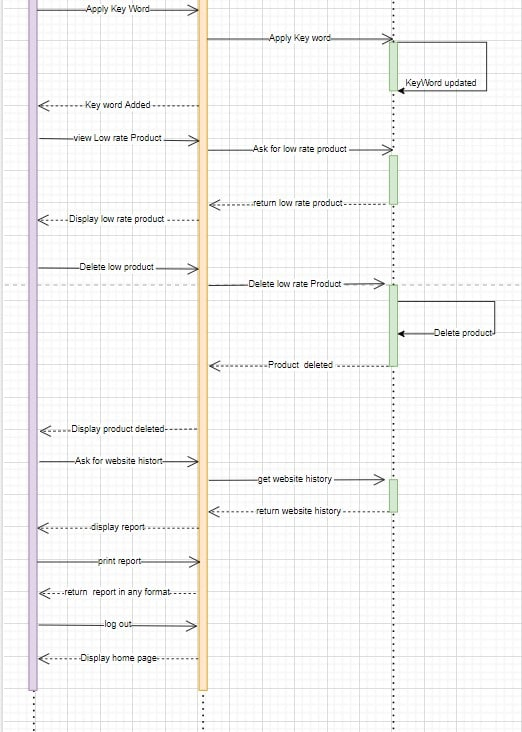 Apply Key Word
Apply Key word
KeyWord updated
Key word Added
view Low rate Product
Ask for low rate product
return low rate product
Display low rate product
Delete low product
Delete low rate Product
Delete product
Product deleted
Display product deleted
Ask for website histort
get website history
return website history
display report
print report
return report in any format
log out
Display home page